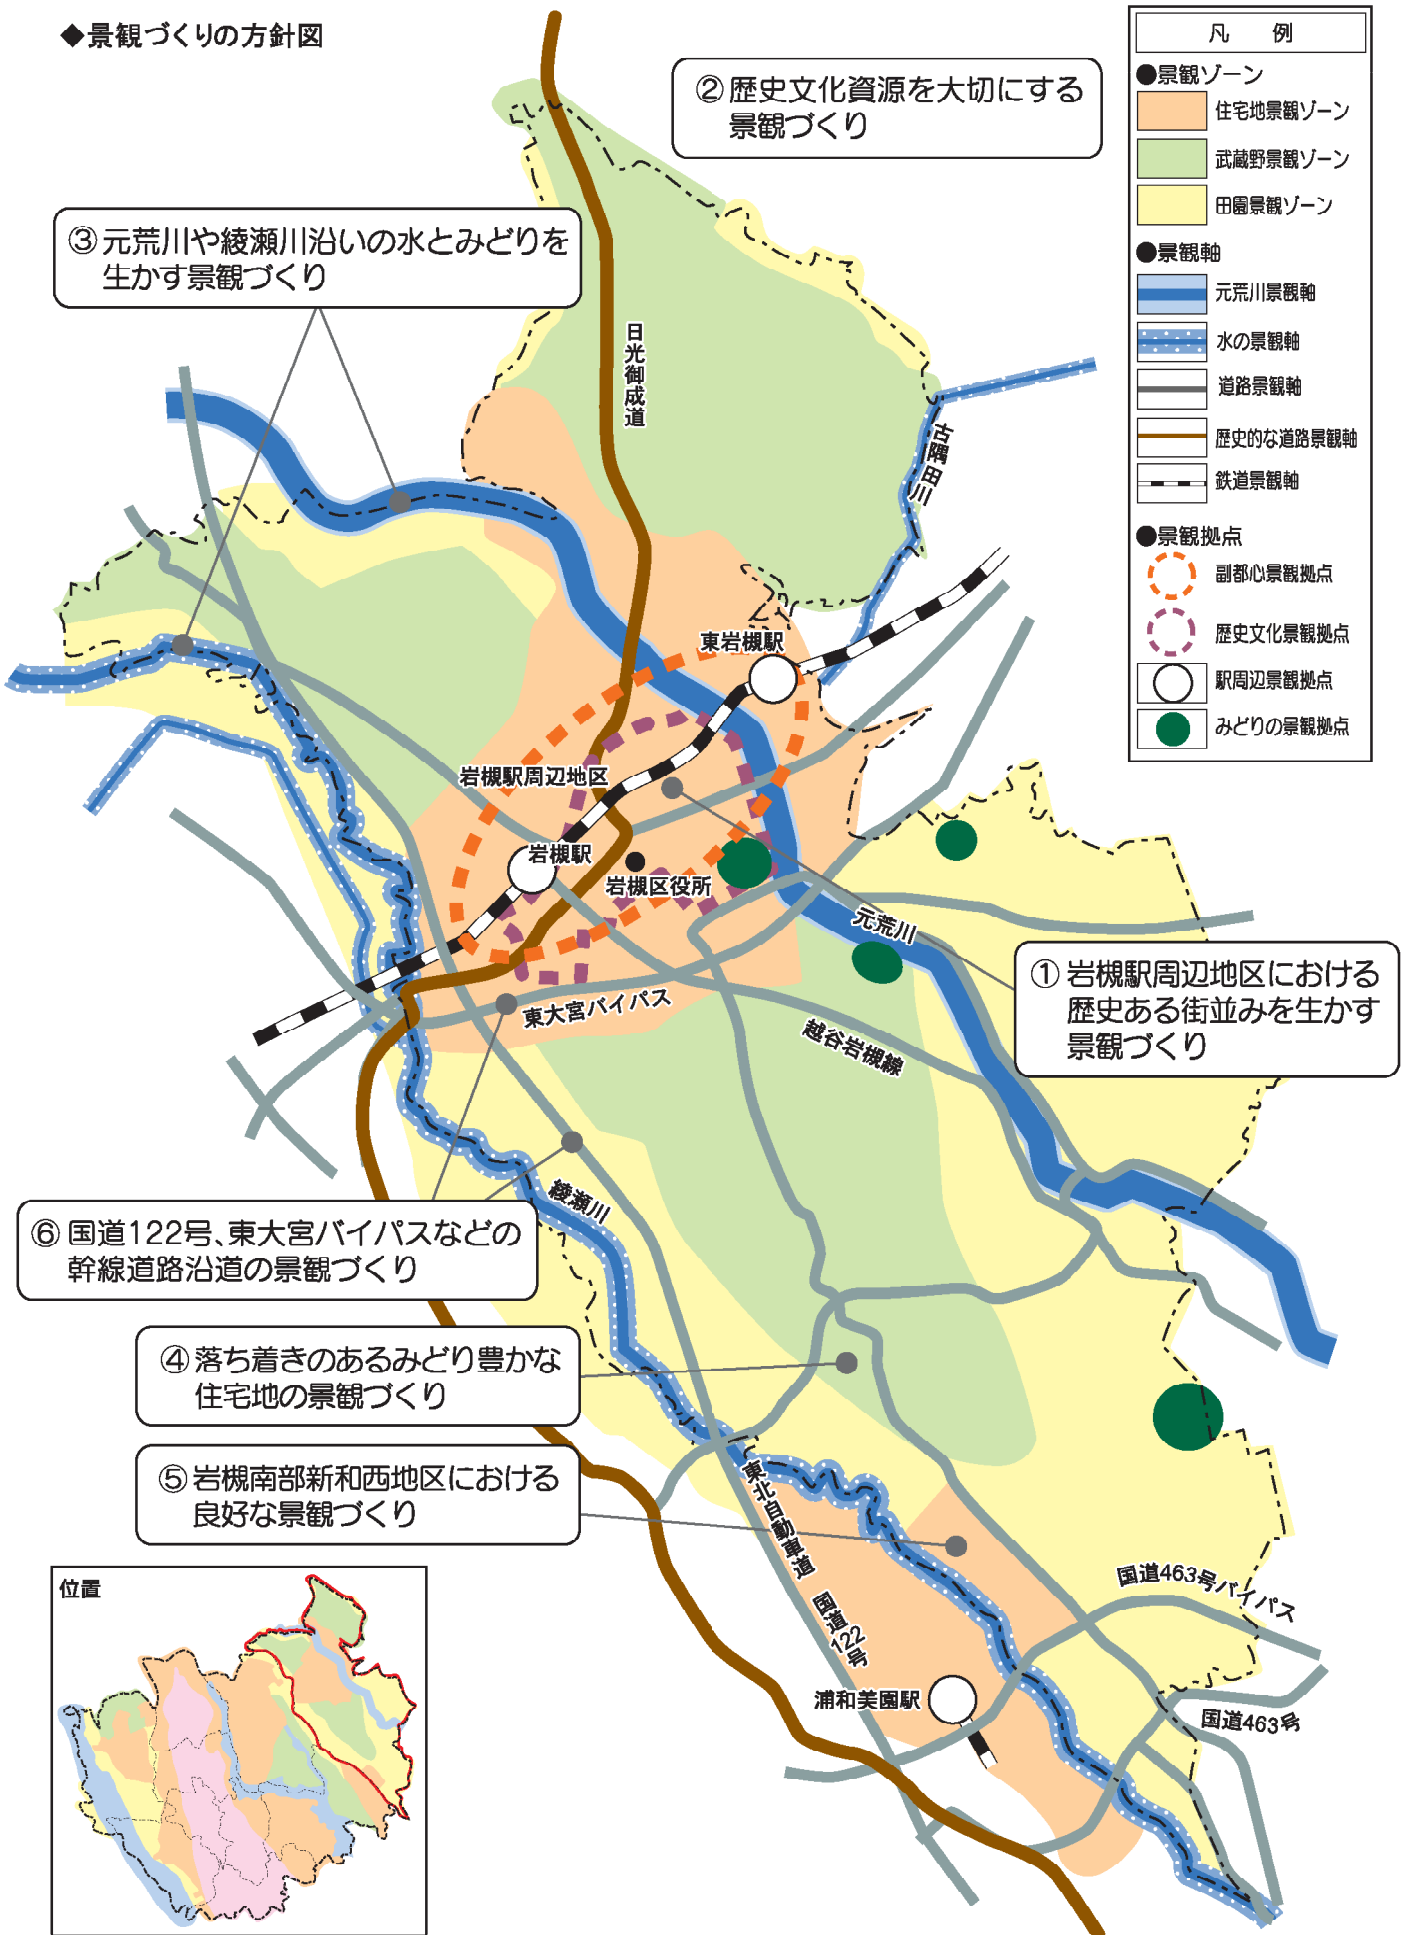 ◆景観づくりの方針図
②歴史文化資源を大切にする
景観づくり
③元荒川や綾瀬川沿いの水とみどりを
生かす景観づくり
凡　例
●景観ゾーン
住宅地景観ゾーン
武蔵野景観ゾーン
田園景観ゾーン
●景観軸
元荒川景観軸
水の景観軸
道路景観軸
歴史的な道路景観軸
鉄道景観軸
●景観拠点
副都心景観拠点
歴史文化景観拠点
駅周辺景観拠点
みどりの景観拠点
日光御成道
古隅田川
東岩槻駅
岩槻駅周辺地区
岩槻駅
岩槻区役所
元荒川
①岩槻駅周辺地区における
歴史ある街並みを生かす
景観づくり
東大宮バイパス
越谷岩槻線
綾瀬川
⑥国道122号、東大宮バイパスなどの
幹線道路沿道の景観づくり
④落ち着きのあるみどり豊かな
住宅地の景観づくり
⑤岩槻南部新和西地区における
良好な景観づくり
東北自動車道
国道122号
国道463号バイパス
浦和美園駅
国道463号
位置